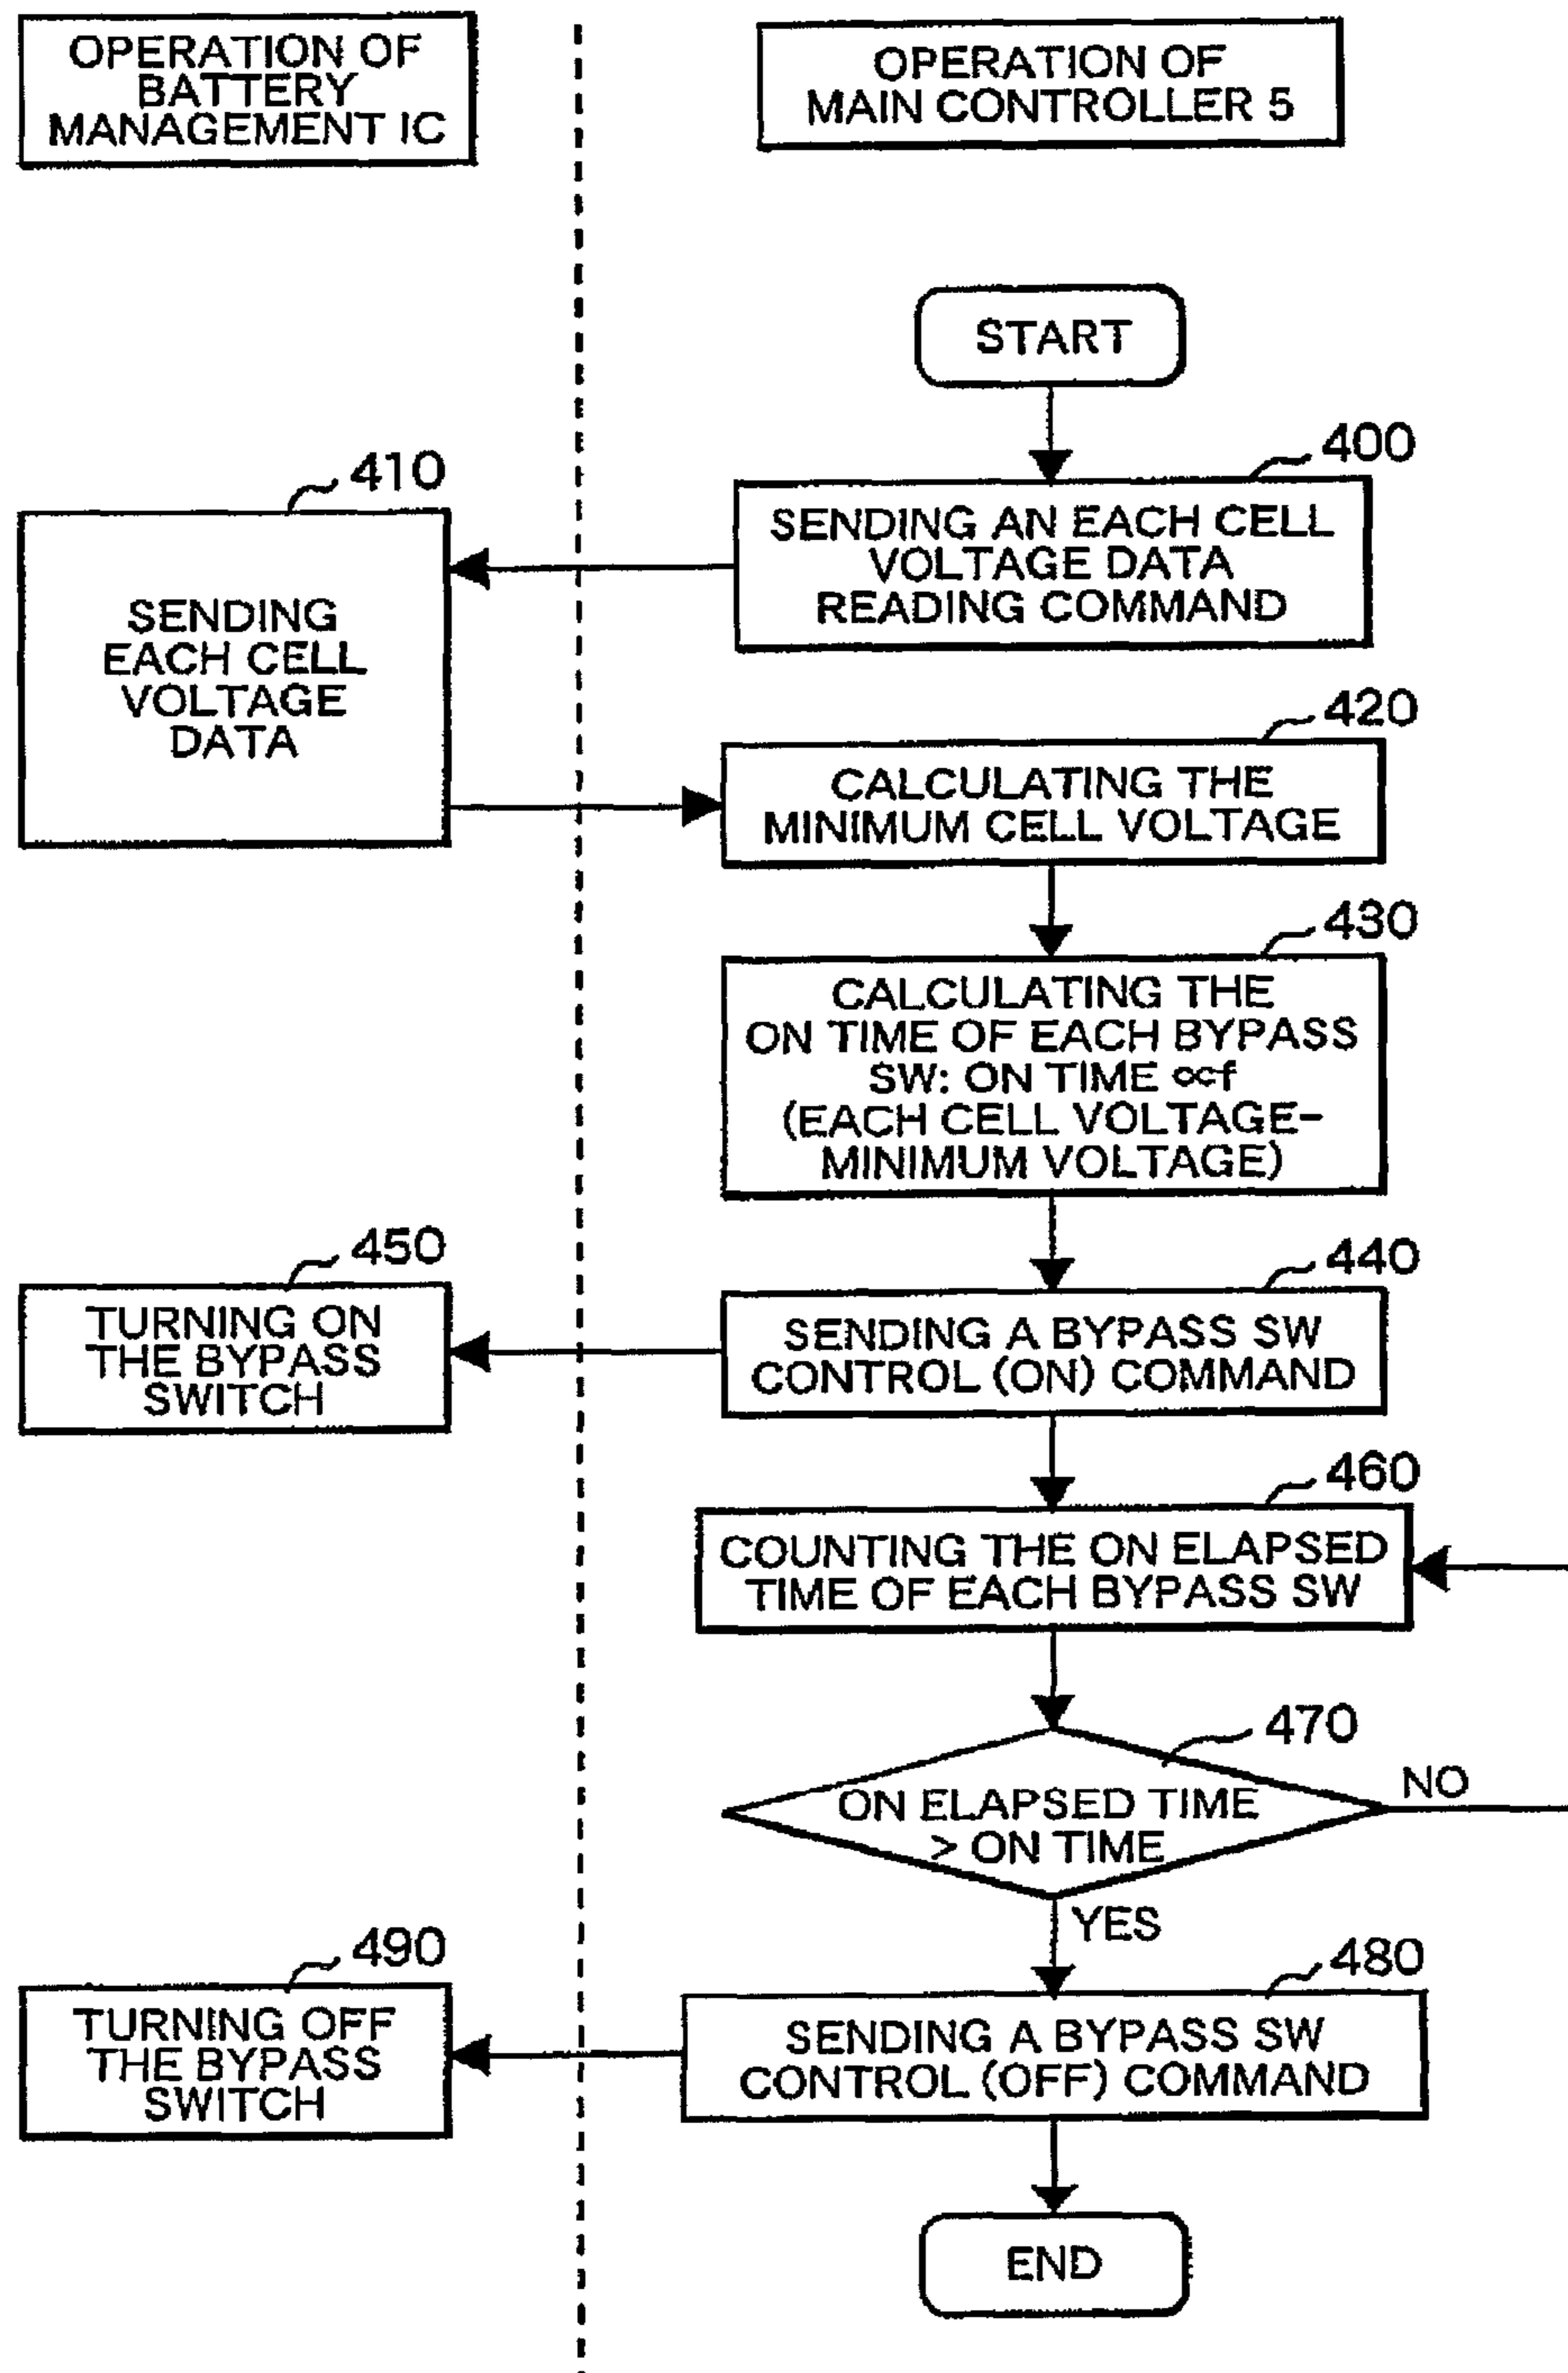 OPERATION OF
BATTERY
MANAGEMENT IC
OPERATION OF
MAIN CONTROLLER 5
START
400
SENDING AN EACH CELL
VOLTAGE DATA
READING COMMAND
410
SENDING
EACH CELL
VOLTAGE
DATA
420
CALCULATING THE
MINIMUM CELL VOLTAGE
430
CALCULATING THE
ON TIME OF EACH BYPASS
SW: ON TIME ∝f
(EACH CELL VOLTAGE-
MINIMUM VOLTAGE)
440
SENDING A BYPASS SW
CONTROL (ON) COMMAND
450
TURNING ON
THE BYPASS
SWITCH
460
COUNTING THE ON ELAPSED
TIME OF EACH BYPASS SW
470
ON ELAPSED TIME
> ON TIME
NO
YES
480
SENDING A BYPASS SW
CONTROL (OFF) COMMAND
490
TURNING OFF
THE BYPASS
SWITCH
END